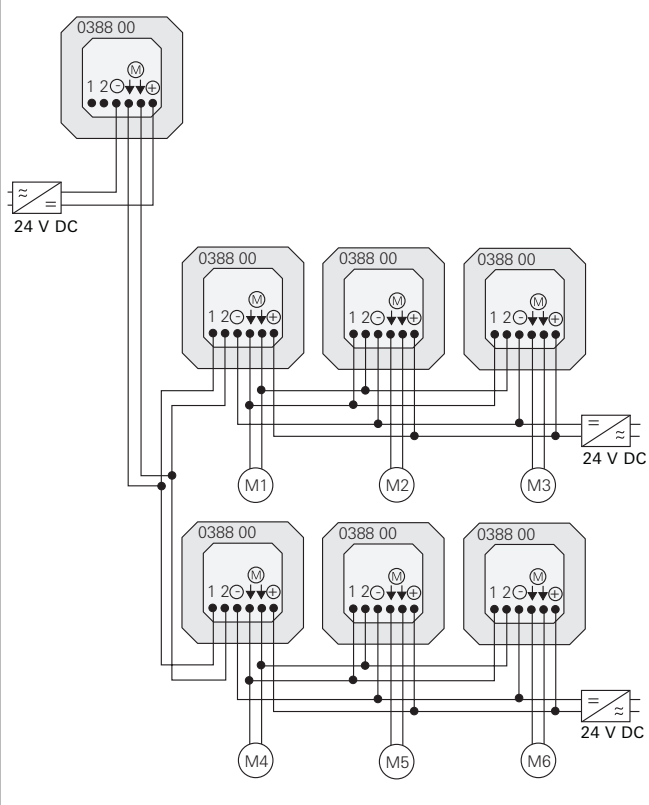 0388 00
M
1 2 - +
≈
=
24 V DC
0388 00 0388 00 0388 00
M M M
1 2 - + 1 2 - + 1 2 - +
=
≈
24 V DC
M1 M2 M3
0388 00 0388 00 0388 00
M M M
1 2 - + 1 2 - + 1 2 - +
=
≈
24 V DC
M4 M5 M6